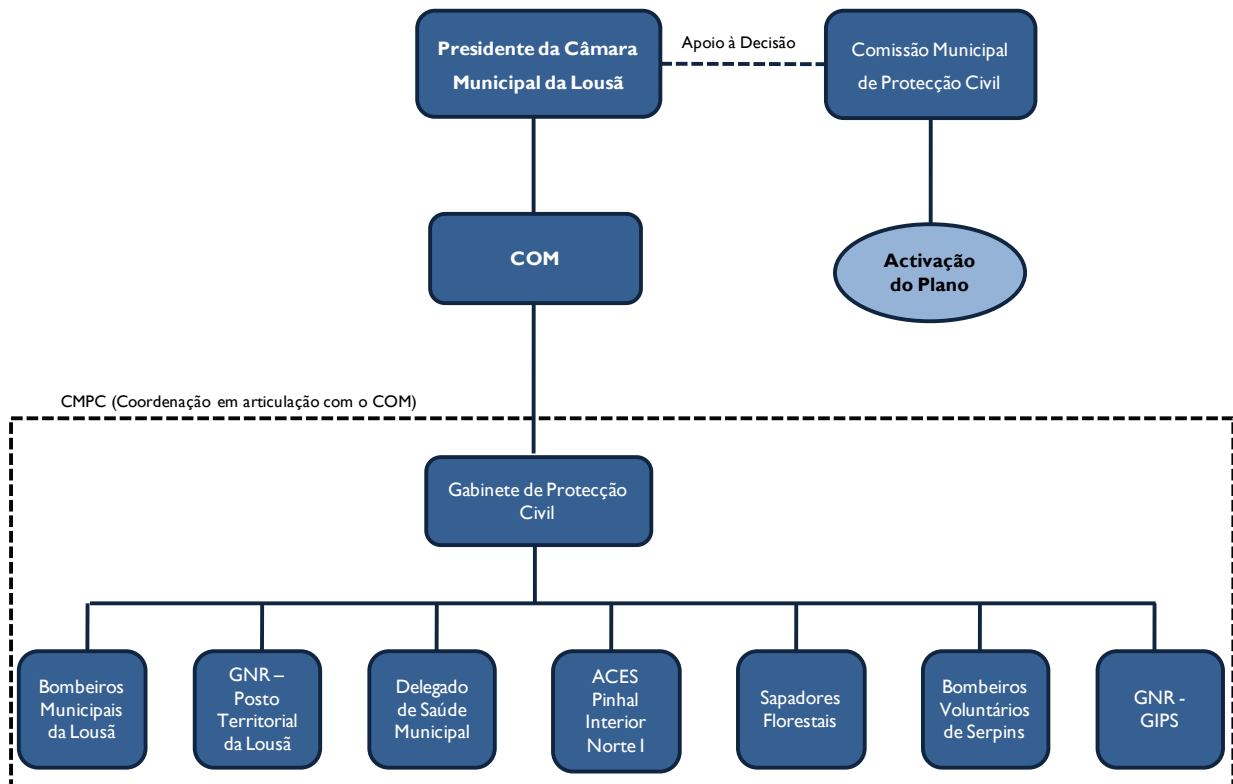 Presidente da Câmara
Municipal da Lousã
Apoio à Decisão
Comissão Municipal
de Protecção Civil
COM
Activação
do Plano
CMPC (Coordenação em articulação com o COM)
Gabinete de Protecção
Civil
Bombeiros
Municipais
da Lousã
GNR –
Posto
Territorial
da Lousã
Delegado
de Saúde
Municipal
ACES
Pinhal
Interior
Norte I
Sapadores
Florestais
Bombeiros
Voluntários
de Serpins
GNR -
GIPS